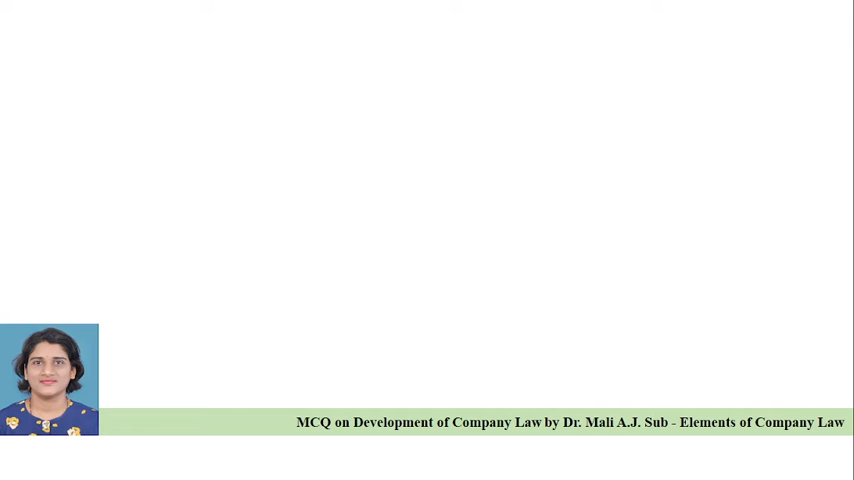 MCQ on Development of Company Law by Dr. Mali A.J. Sub - Elements of Company Law